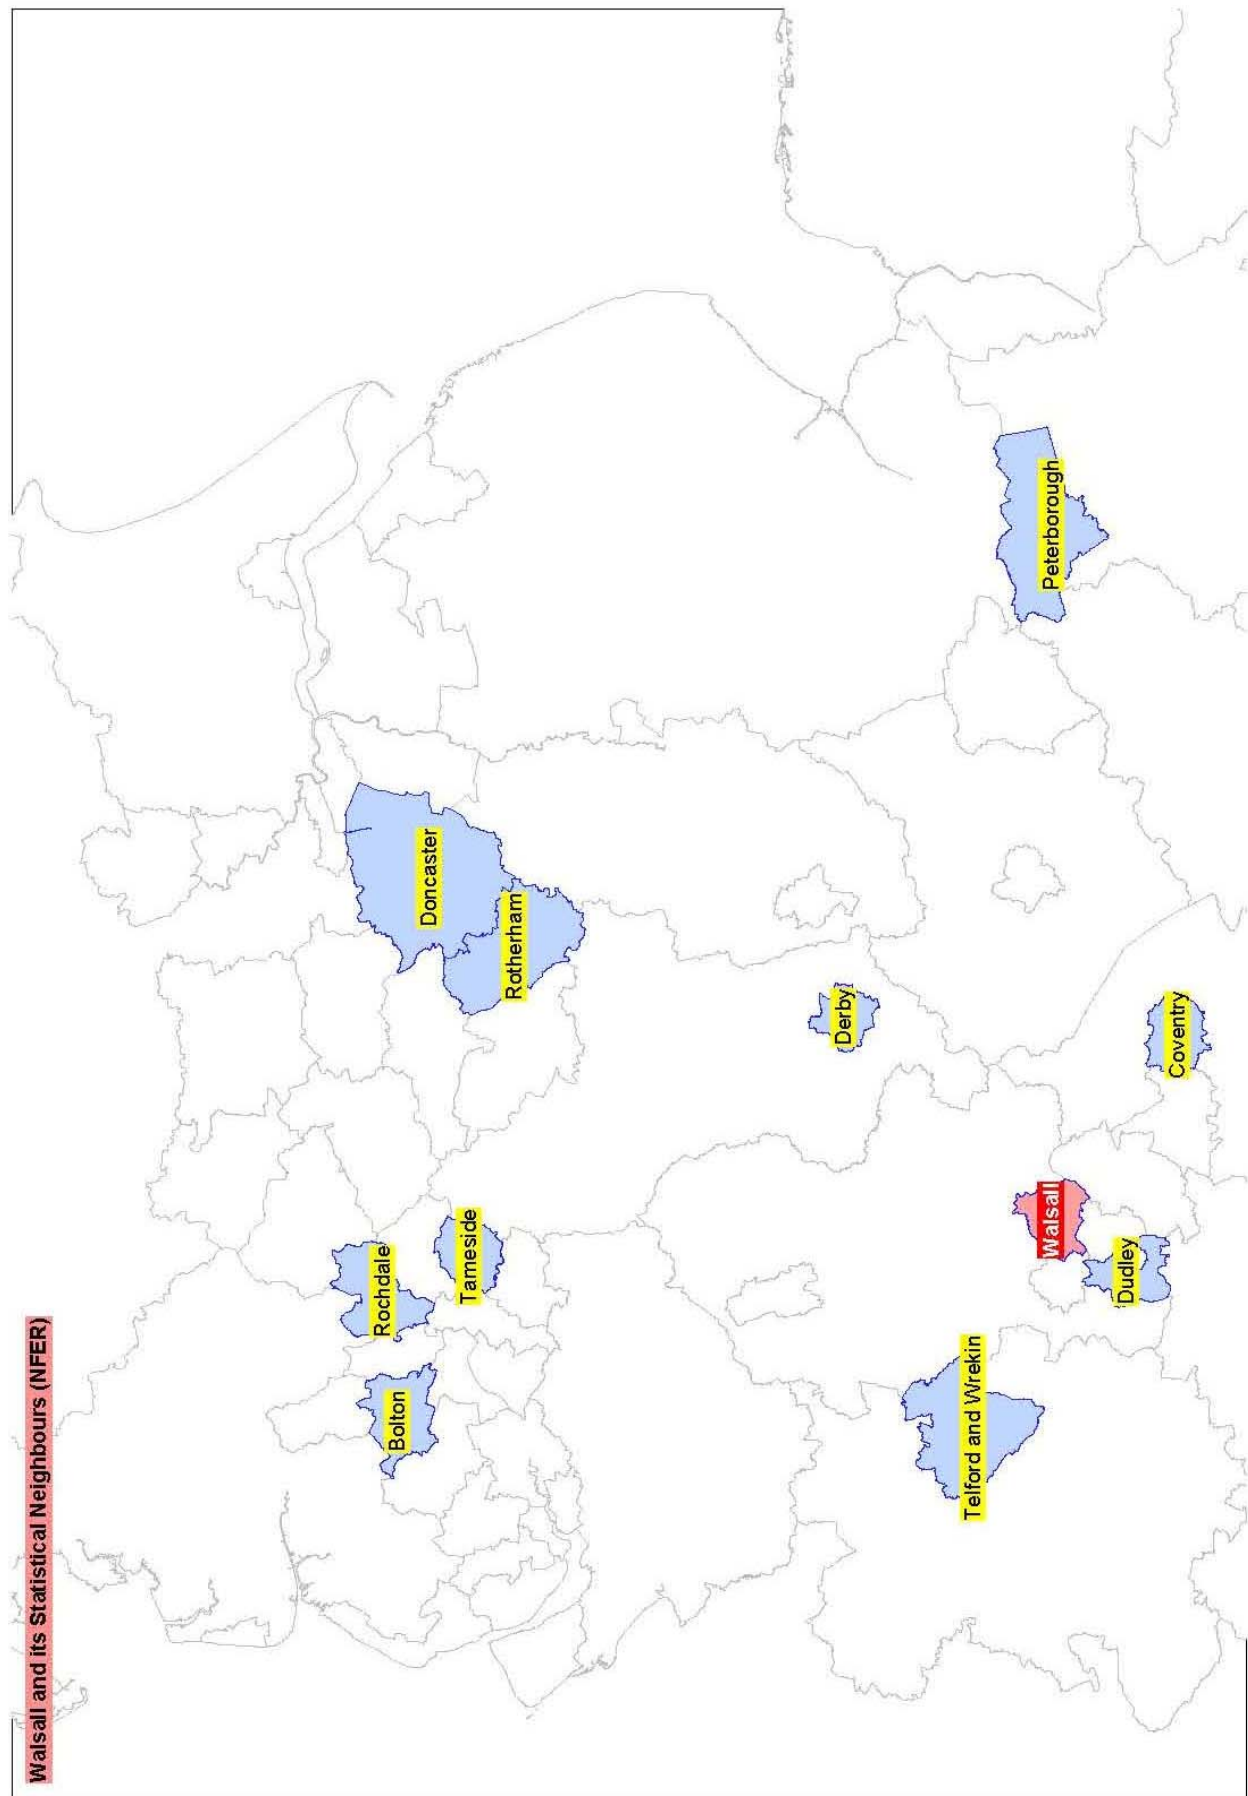 Walsall and its Statistical Neighbours (NFER)
Rochdale
Bolton
Tameside
Doncaster
Rotherham
Derby
Telford and Wrekin
Peterborough
Walsall
Dudley
Coventry